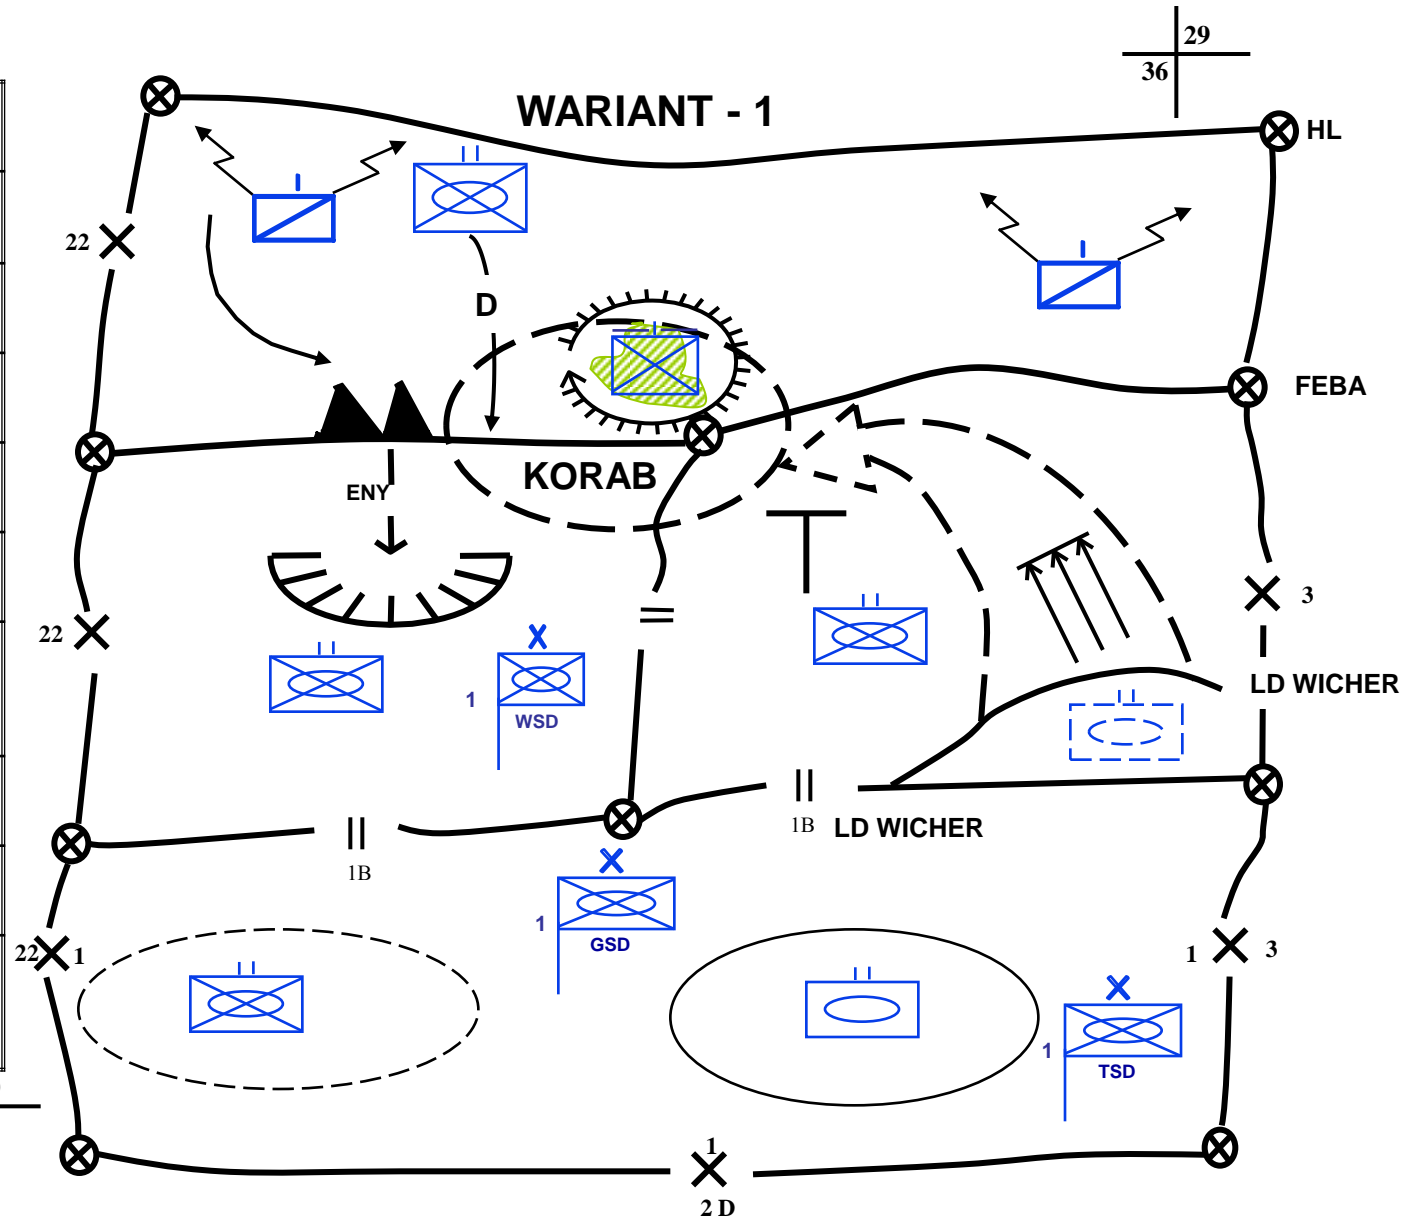 29
36
WARIANT - 1
HL
22
D
FEBA
KORAB
ENY
3
22
1
WSD
LD WICHER
1B
LD WICHER
1B
1
GSD
22
1
1
3
1
TSD
1
2 D